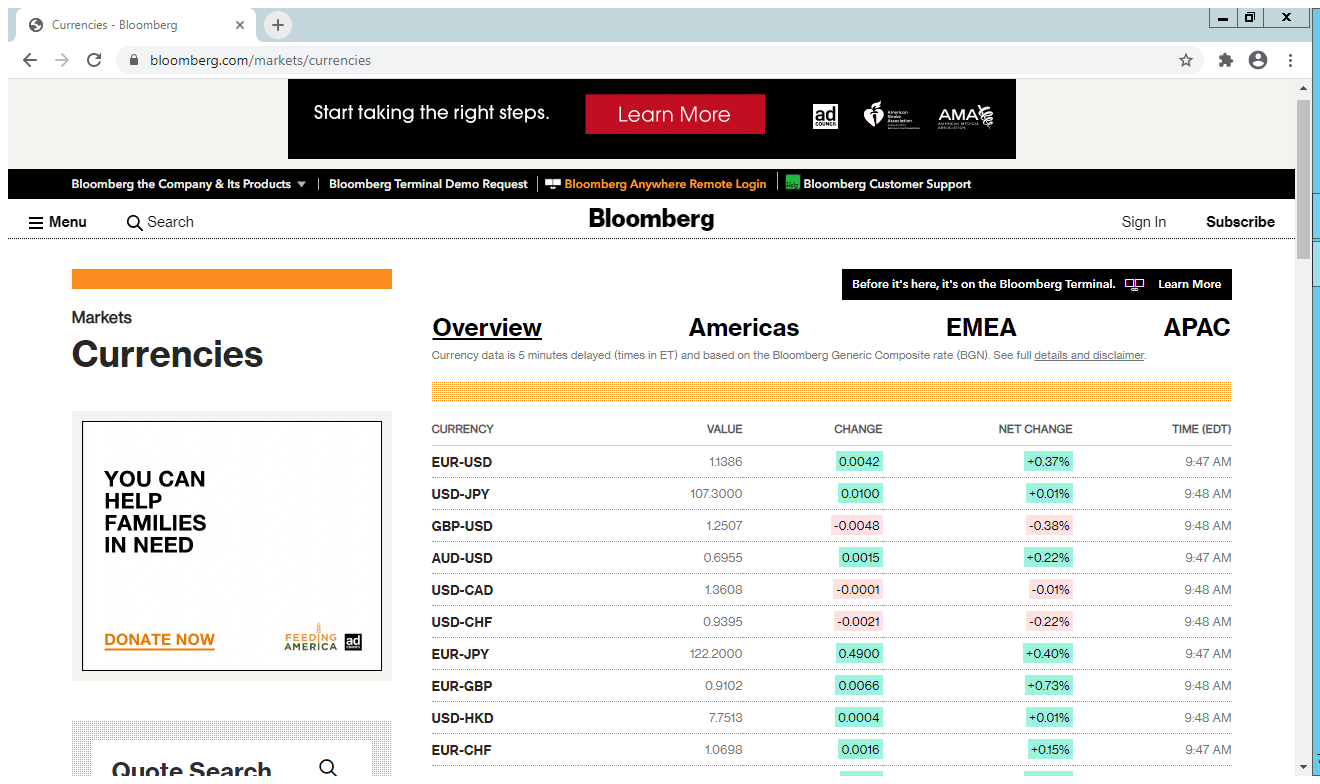 Currencies - Bloomberg
bloomberg.com/markets/currencies
Start taking the right steps.
Learn More
ad COUNCIL
American Stroke Association
AMA
AMERICAN MEDICAL ASSOCIATION
Bloomberg the Company & Its Products
Bloomberg Terminal Demo Request
Bloomberg Anywhere Remote Login
Bloomberg Customer Support
Menu
Search
Bloomberg
Sign In
Subscribe
Before it's here, it's on the Bloomberg Terminal.
Learn More
Markets
Currencies
Overview Americas EMEA APAC
Currency data is 5 minutes delayed (times in ET) and based on the Bloomberg Generic Composite rate (BGN). See full details and disclaimer.
YOU CAN
HELP
FAMILIES
IN NEED
DONATE NOW
FEEDING
AMERICA
ad COUNCIL
Quote Search
CURRENCY VALUE CHANGE NET CHANGE TIME (EDT)
EUR-USD 1.1386 0.0042 +0.37% 9:47 AM
USD-JPY 107.3000 0.0100 +0.01% 9:48 AM
GBP-USD 1.2507 -0.0048 -0.38% 9:48 AM
AUD-USD 0.6955 0.0015 +0.22% 9:47 AM
USD-CAD 1.3608 -0.0001 -0.01% 9:48 AM
USD-CHF 0.9395 -0.0021 -0.22% 9:48 AM
EUR-JPY 122.2000 0.4900 +0.40% 9:47 AM
EUR-GBP 0.9102 0.0066 +0.73% 9:48 AM
USD-HKD 7.7513 0.0004 +0.01% 9:48 AM
EUR-CHF 1.0698 0.0016 +0.15% 9:47 AM